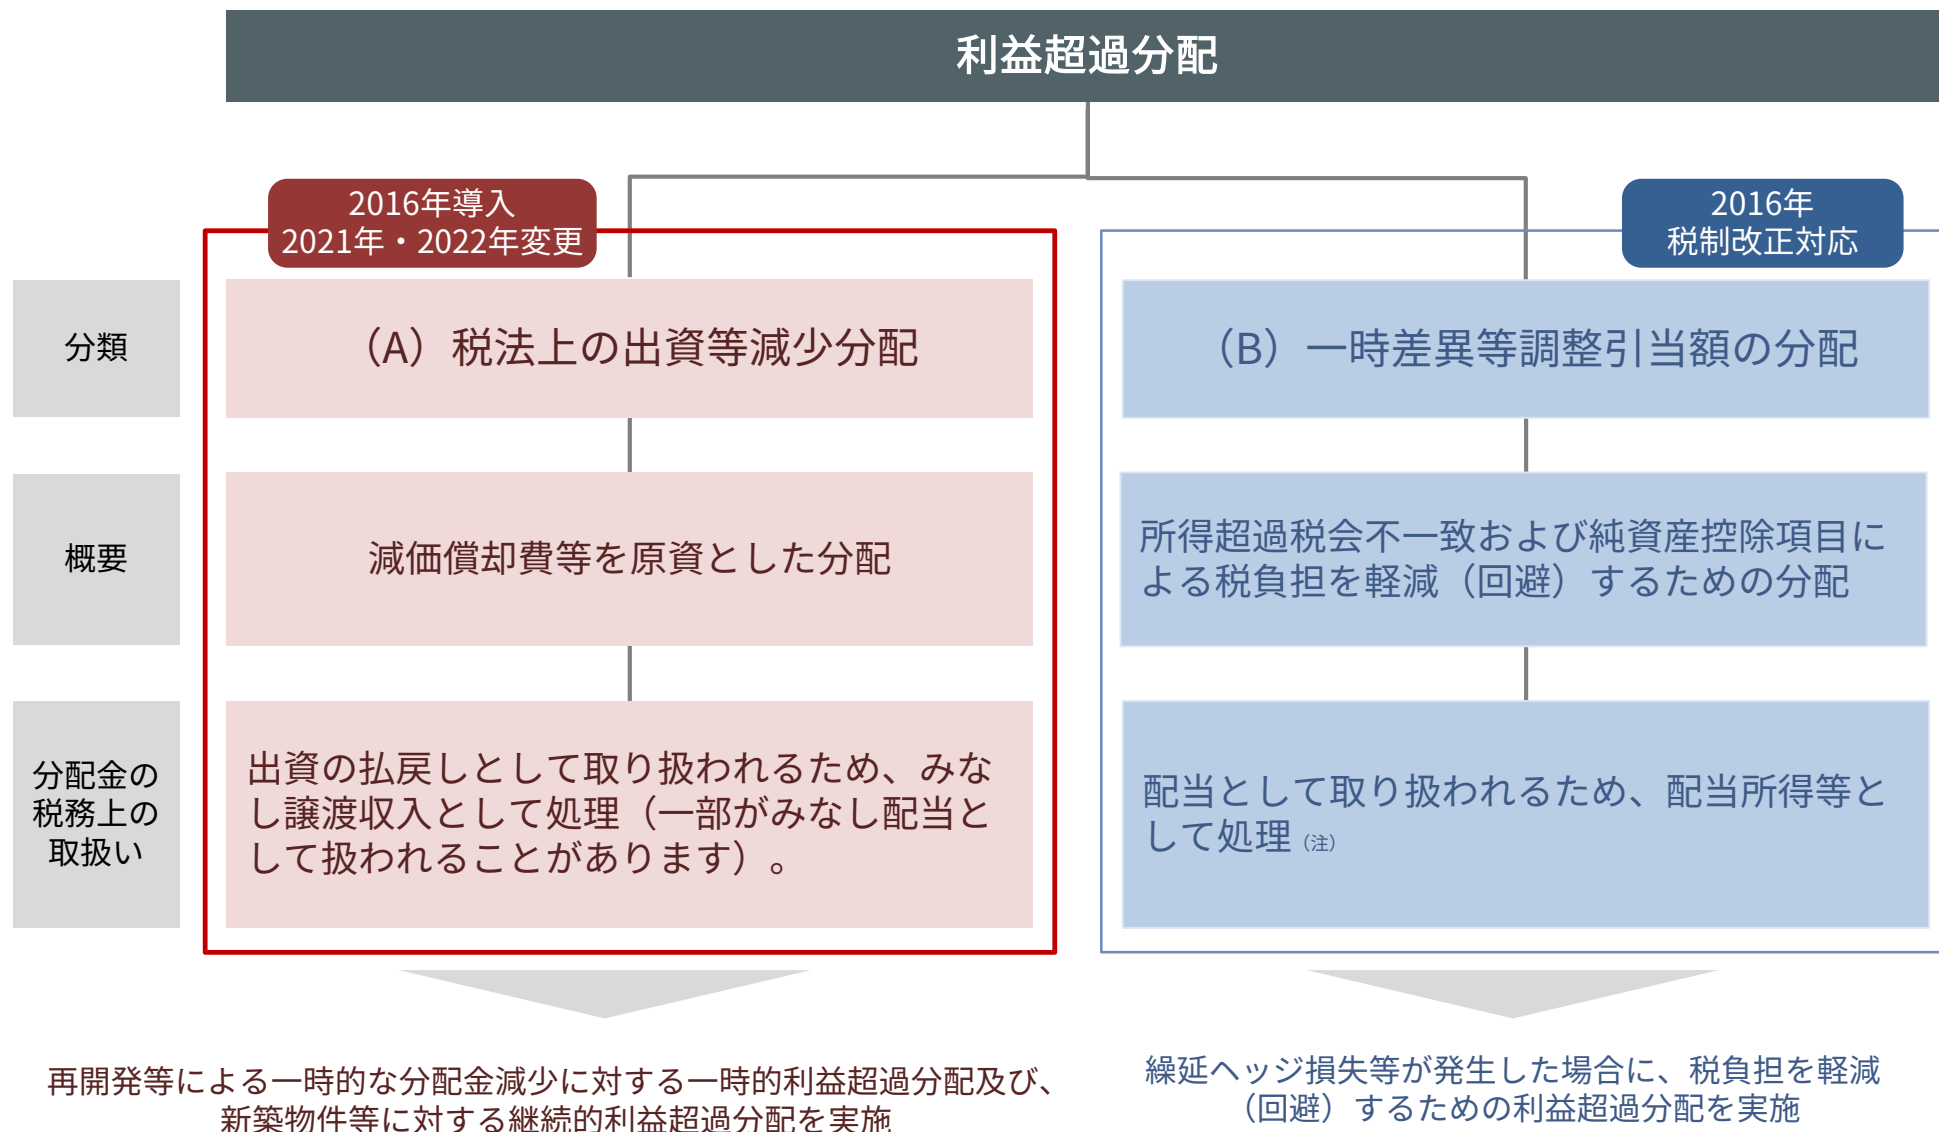 利益超過分配
2016年導入
2021年・2022年変更
2016年
税制改正対応
分類
（A）税法上の出資等減少分配
（B）一時差異等調整引当額の分配
概要
減価償却費等を原資とした分配
所得超過税会不一致および純資産控除項目に
よる税負担を軽減（回避）するための分配
分配金の
税務上の
取扱い
出資の払戻しとして取り扱われるため、みな
し譲渡収入として処理（一部がみなし配当と
して扱われることがあります）。
配当として取り扱われるため、配当所得等と
して処理（注）
再開発等による一時的な分配金減少に対する一時的利益超過分配及び、
新築物件等に対する継続的利益超過分配を実施
繰延ヘッジ損失等が発生した場合に、税負担を軽減
（回避）するための利益超過分配を実施